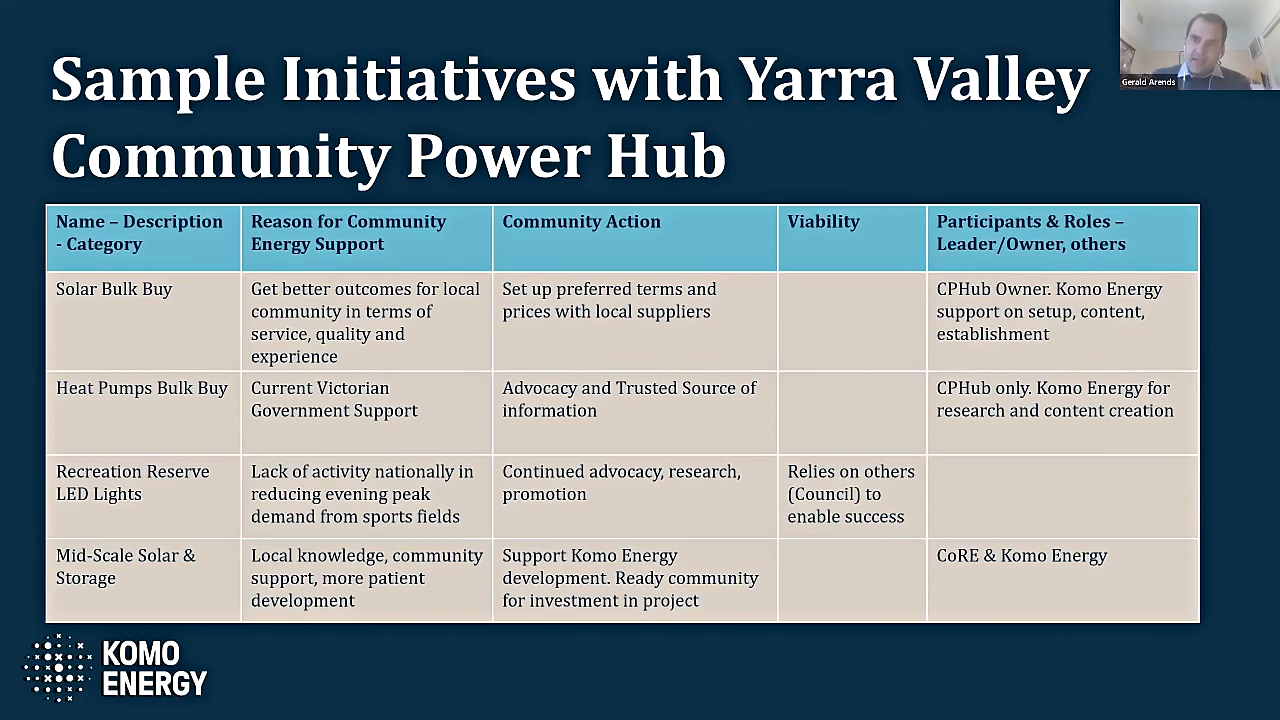 Sample Initiatives with Yarra Valley
Community Power Hub
Gerald Arends
Name – Description
- Category
Reason for Community
Energy Support
Community Action
Viability
Participants & Roles –
Leader/Owner, others
Solar Bulk Buy
Get better outcomes for local
community in terms of
service, quality and
experience
Set up preferred terms and
prices with local suppliers
CPHub Owner. Komo Energy
support on setup, content,
establishment
Heat Pumps Bulk Buy
Current Victorian
Government Support
Advocacy and Trusted Source of
information
CPHub only. Komo Energy for
research and content creation
Recreation Reserve
LED Lights
Lack of activity nationally in
reducing evening peak
demand from sports fields
Continued advocacy, research,
promotion
Relies on others
(Council) to
enable success
Mid-Scale Solar &
Storage
Local knowledge, community
support, more patient
development
Support Komo Energy
development. Ready community
for investment in project
CoRE & Komo Energy
KOMO
ENERGY